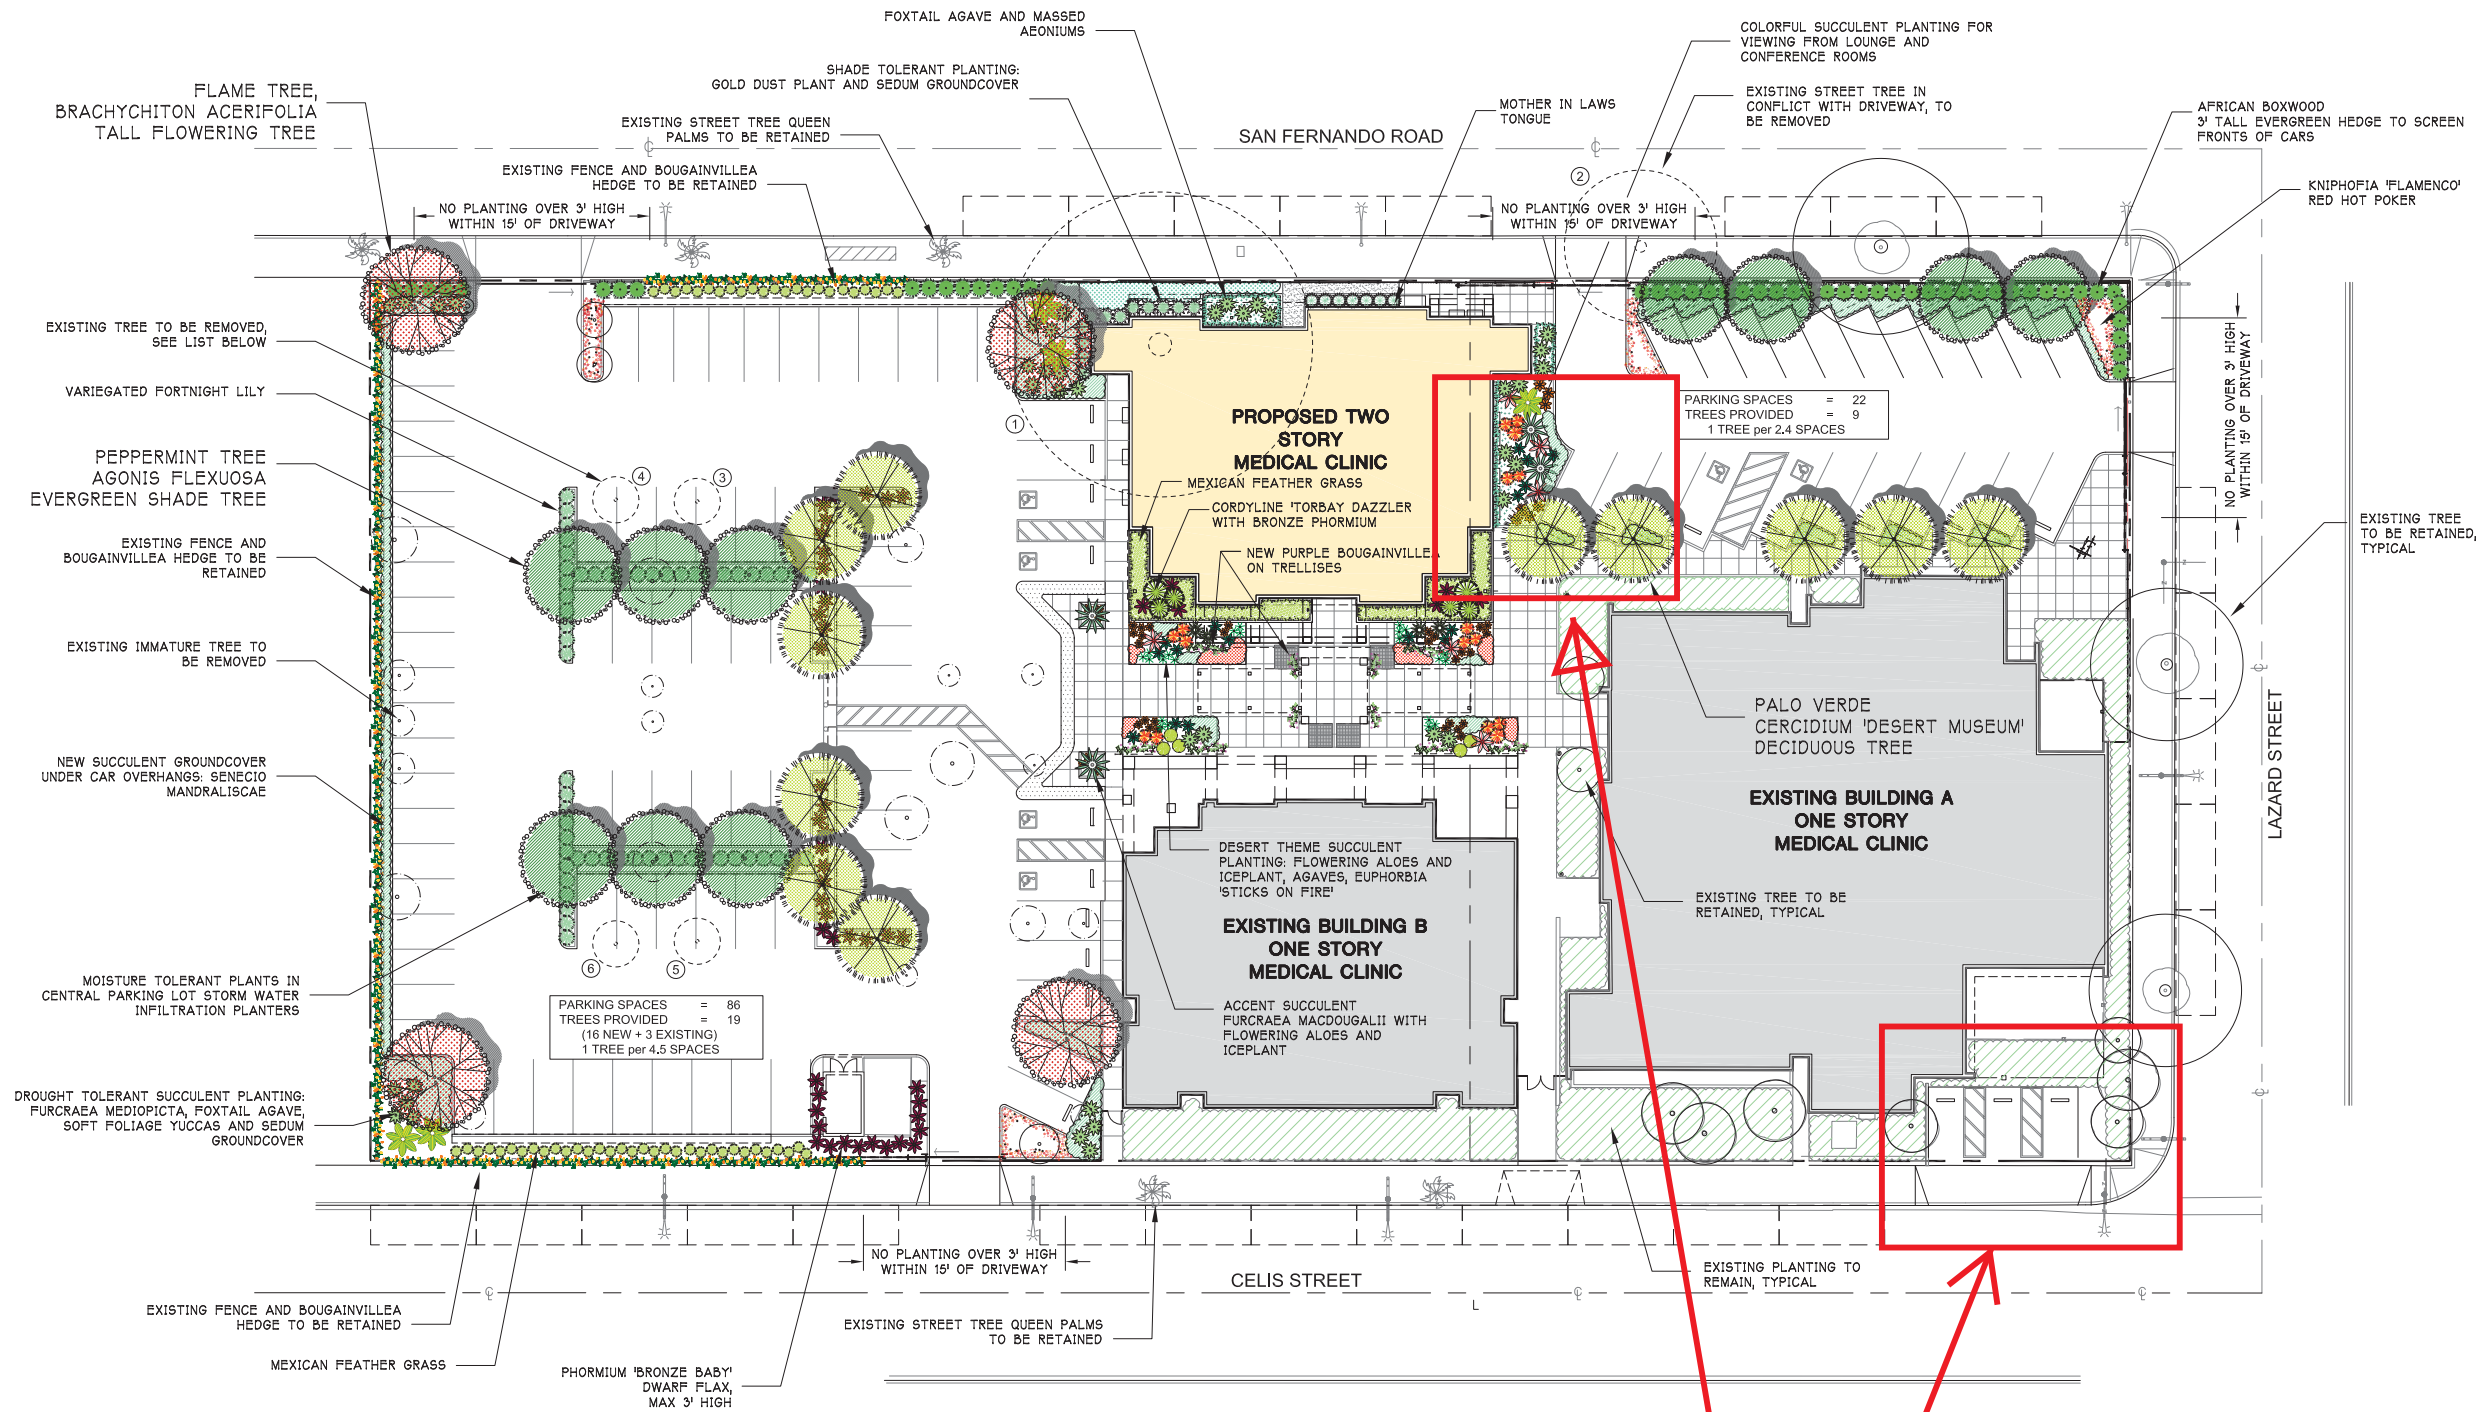 FOXTAIL AGAVE AND MASSED
AEONIUMS
COLORFUL SUCCULENT PLANTING FOR
VIEWING FROM LOUNGE AND
CONFERENCE ROOMS
SHADE TOLERANT PLANTING:
GOLD DUST PLANT AND SEDUM GROUNDCOVER
FLAME TREE,
BRACHYCHITON ACERIFOLIA
TALL FLOWERING TREE
EXISTING STREET TREE IN
CONFLICT WITH DRIVEWAY, TO
BE REMOVED
MOTHER IN LAWS
TONGUE
AFRICAN BOXWOOD
3' TALL EVERGREEN HEDGE TO SCREEN
FRONTS OF CARS
EXISTING STREET TREE QUEEN
PALMS TO BE RETAINED
SAN FERNANDO ROAD
EXISTING FENCE AND BOUGAINVILLEA
HEDGE TO BE RETAINED
2
KNIPHOFIA 'FLAMENCO'
RED HOT POKER
NO PLANTING OVER 3' HIGH
WITHIN 15' OF DRIVEWAY
NO PLANTING OVER 3' HIGH
WITHIN 15' OF DRIVEWAY
EXISTING TREE TO BE REMOVED,
SEE LIST BELOW
NO PLANTING OVER 3' HIGH
WITHIN 15' OF DRIVEWAY
VARIEGATED FORTNIGHT LILY
PARKING SPACES = 22
TREES PROVIDED = 9
1 TREE per 2.4 SPACES
1
PROPOSED TWO
STORY
MEDICAL CLINIC
PEPPERMINT TREE
AGONIS FLEXUOSA
EVERGREEN SHADE TREE
4
3
MEXICAN FEATHER GRASS
CORDYLINE 'TORBAY DAZZLER
WITH BRONZE PHORMIUM
NEW PURPLE BOUGAINVILLEA
ON TRELLISES
EXISTING TREE
TO BE RETAINED,
TYPICAL
EXISTING FENCE AND
BOUGAINVILLEA HEDGE TO BE
RETAINED
EXISTING IMMATURE TREE TO
BE REMOVED
PALO VERDE
CERCIDIUM 'DESERT MUSEUM'
DECIDUOUS TREE
LAZARD STREET
NEW SUCCULENT GROUNDCOVER
UNDER CAR OVERHANGS: SENECIO
MANDRALISCAE
EXISTING BUILDING A
ONE STORY
MEDICAL CLINIC
DESERT THEME SUCCULENT
PLANTING: FLOWERING ALOES AND
ICEPLANT, AGAVES, EUPHORBIA
'STICKS ON FIRE'
EXISTING TREE TO BE
RETAINED, TYPICAL
EXISTING BUILDING B
ONE STORY
MEDICAL CLINIC
6
5
MOISTURE TOLERANT PLANTS IN
CENTRAL PARKING LOT STORM WATER
INFILTRATION PLANTERS
PARKING SPACES = 86
TREES PROVIDED = 19
(16 NEW + 3 EXISTING)
1 TREE per 4.5 SPACES
ACCENT SUCCULENT
FURCRAEA MACDOUGALII WITH
FLOWERING ALOES AND
ICEPLANT
DROUGHT TOLERANT SUCCULENT PLANTING:
FURCRAEA MEDIOPICTA, FOXTAIL AGAVE,
SOFT FOLIAGE YUCCAS AND SEDUM
GROUNDCOVER
NO PLANTING OVER 3' HIGH
WITHIN 15' OF DRIVEWAY
CELIS STREET
EXISTING PLANTING TO
REMAIN, TYPICAL
L
EXISTING FENCE AND BOUGAINVILLEA
HEDGE TO BE RETAINED
EXISTING STREET TREE QUEEN PALMS
TO BE RETAINED
MEXICAN FEATHER GRASS
PHORMIUM 'BRONZE BABY'
DWARF FLAX,
MAX 3' HIGH